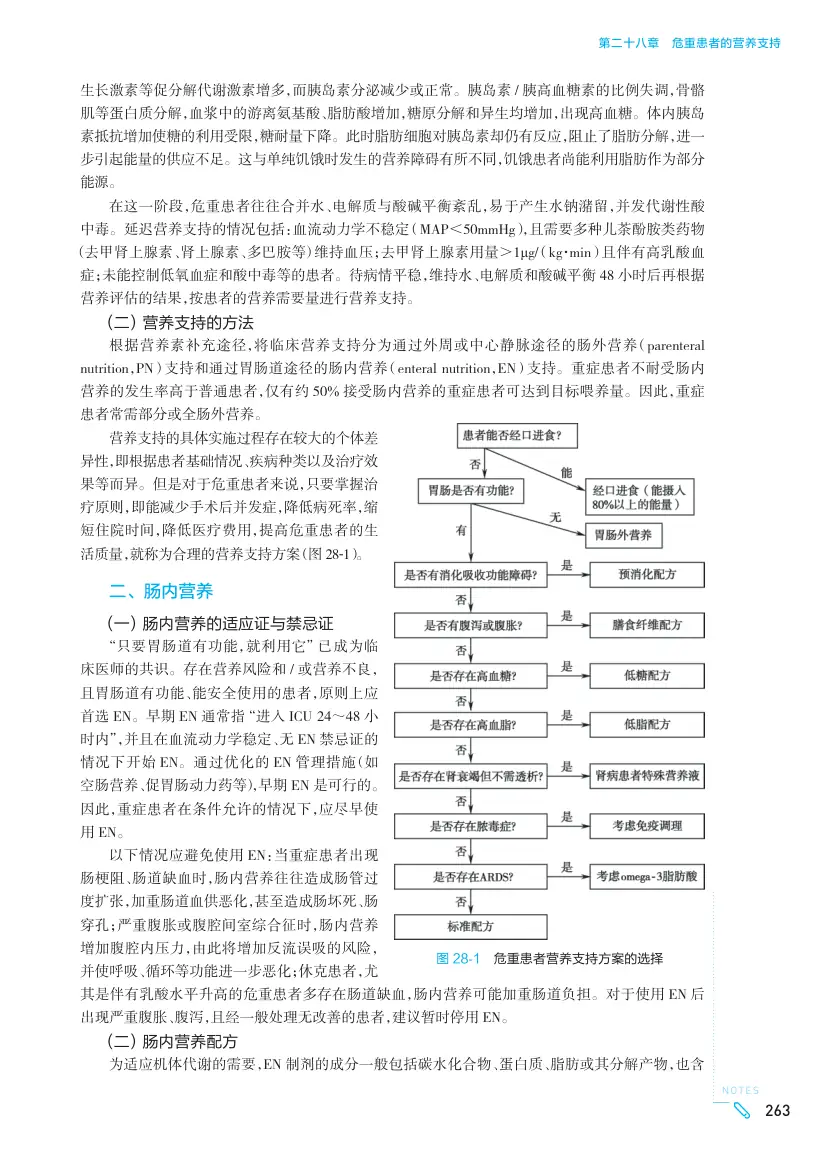 第二十八章 危重患者的营养支持
生长激素等促分解代谢激素增多,而胰岛素分泌减少或正常。胰岛素/胰高血糖素的比例失调,骨骼
肌等蛋白质分解,血浆中的游离氨基酸、脂肪酸增加,糖原分解和异生均增加,出现高血糖。体内胰岛
素抵抗增加使糖的利用受限,糖耐量下降。此时脂肪细胞对胰岛素却仍有反应,阻止了脂肪分解,进一
步引起能量的供应不足。这与单纯饥饿时发生的营养障碍有所不同,饥饿患者尚能利用脂肪作为部分
能源。
在这一阶段,危重患者往往合并水、电解质与酸碱平衡紊乱,易于产生水钠潴留,并发代谢性酸
中毒。延迟营养支持的情况包括:血流动力学不稳定(MAP<50mmHg),且需要多种儿茶酚胺类药物
(去甲肾上腺素、肾上腺素、多巴胺等)维持血压;去甲肾上腺素用量>1μg/(kg·min)且伴有高乳酸血
症;未能控制低氧血症和酸中毒等的患者。待病情平稳,维持水、电解质和酸碱平衡 48 小时后再根据
营养评估的结果,按患者的营养需要量进行营养支持。
(二)营养支持的方法
根据营养素补充途径,将临床营养支持分为通过外周或中心静脉途径的肠外营养(parenteral
nutrition,PN)支持和通过胃肠道途径的肠内营养(enteral nutrition,EN)支持。重症患者不耐受肠内
营养的发生率高于普通患者,仅有约 50% 接受肠内营养的重症患者可达到目标喂养量。因此,重症
患者常需部分或全肠外营养。
营养支持的具体实施过程存在较大的个体差
异性,即根据患者基础情况、疾病种类以及治疗效
果等而异。但是对于危重患者来说,只要掌握治
疗原则,即能减少手术后并发症,降低病死率,缩
短住院时间,降低医疗费用,提高危重患者的生
活质量,就称为合理的营养支持方案(图 28-1)。
二、肠内营养
(一)肠内营养的适应证与禁忌证
“只要胃肠道有功能,就利用它”已成为临
床医师的共识。存在营养风险和/或营养不良,
且胃肠道有功能、能安全使用的患者,原则上应
首选 EN。早期 EN 通常指“进入 ICU 24~48 小
时内”,并且在血流动力学稳定、无 EN 禁忌证的
情况下开始 EN。通过优化的 EN 管理措施(如
空肠营养、促胃肠动力药等),早期 EN 是可行的。
因此,重症患者在条件允许的情况下,应尽早使
用 EN。
以下情况应避免使用 EN:当重症患者出现
肠梗阻、肠道缺血时,肠内营养往往造成肠管过
度扩张,加重肠道血供恶化,甚至造成肠坏死、肠
穿孔;严重腹胀或腹腔间室综合征时,肠内营养
增加腹腔内压力,由此将增加反流误吸的风险,
并使呼吸、循环等功能进一步恶化;休克患者,尤
患者能否经口进食?
否
能
胃肠是否有功能?
经口进食(能摄入
80%以上的能量)
无
有
胃肠外营养
是否有消化吸收功能障碍?
是
预消化配方
否
是否有腹泻或腹胀?
是
膳食纤维配方
否
是否存在高血糖?
是
低糖配方
否
是否存在高血脂?
是
低脂配方
否
是否存在肾衰竭但不需透析?
是
肾病患者特殊营养液
否
是否存在脓毒症?
是
考虑免疫调理
否
是否存在ARDS?
是
考虑omega-3脂肪酸
否
标准配方
图 28-1 危重患者营养支持方案的选择
其是伴有乳酸水平升高的危重患者多存在肠道缺血,肠内营养可能加重肠道负担。对于使用 EN 后
出现严重腹胀、腹泻,且经一般处理无改善的患者,建议暂时停用 EN。
(二)肠内营养配方
为适应机体代谢的需要,EN 制剂的成分一般包括碳水化合物、蛋白质、脂肪或其分解产物,也含
NOTES
263